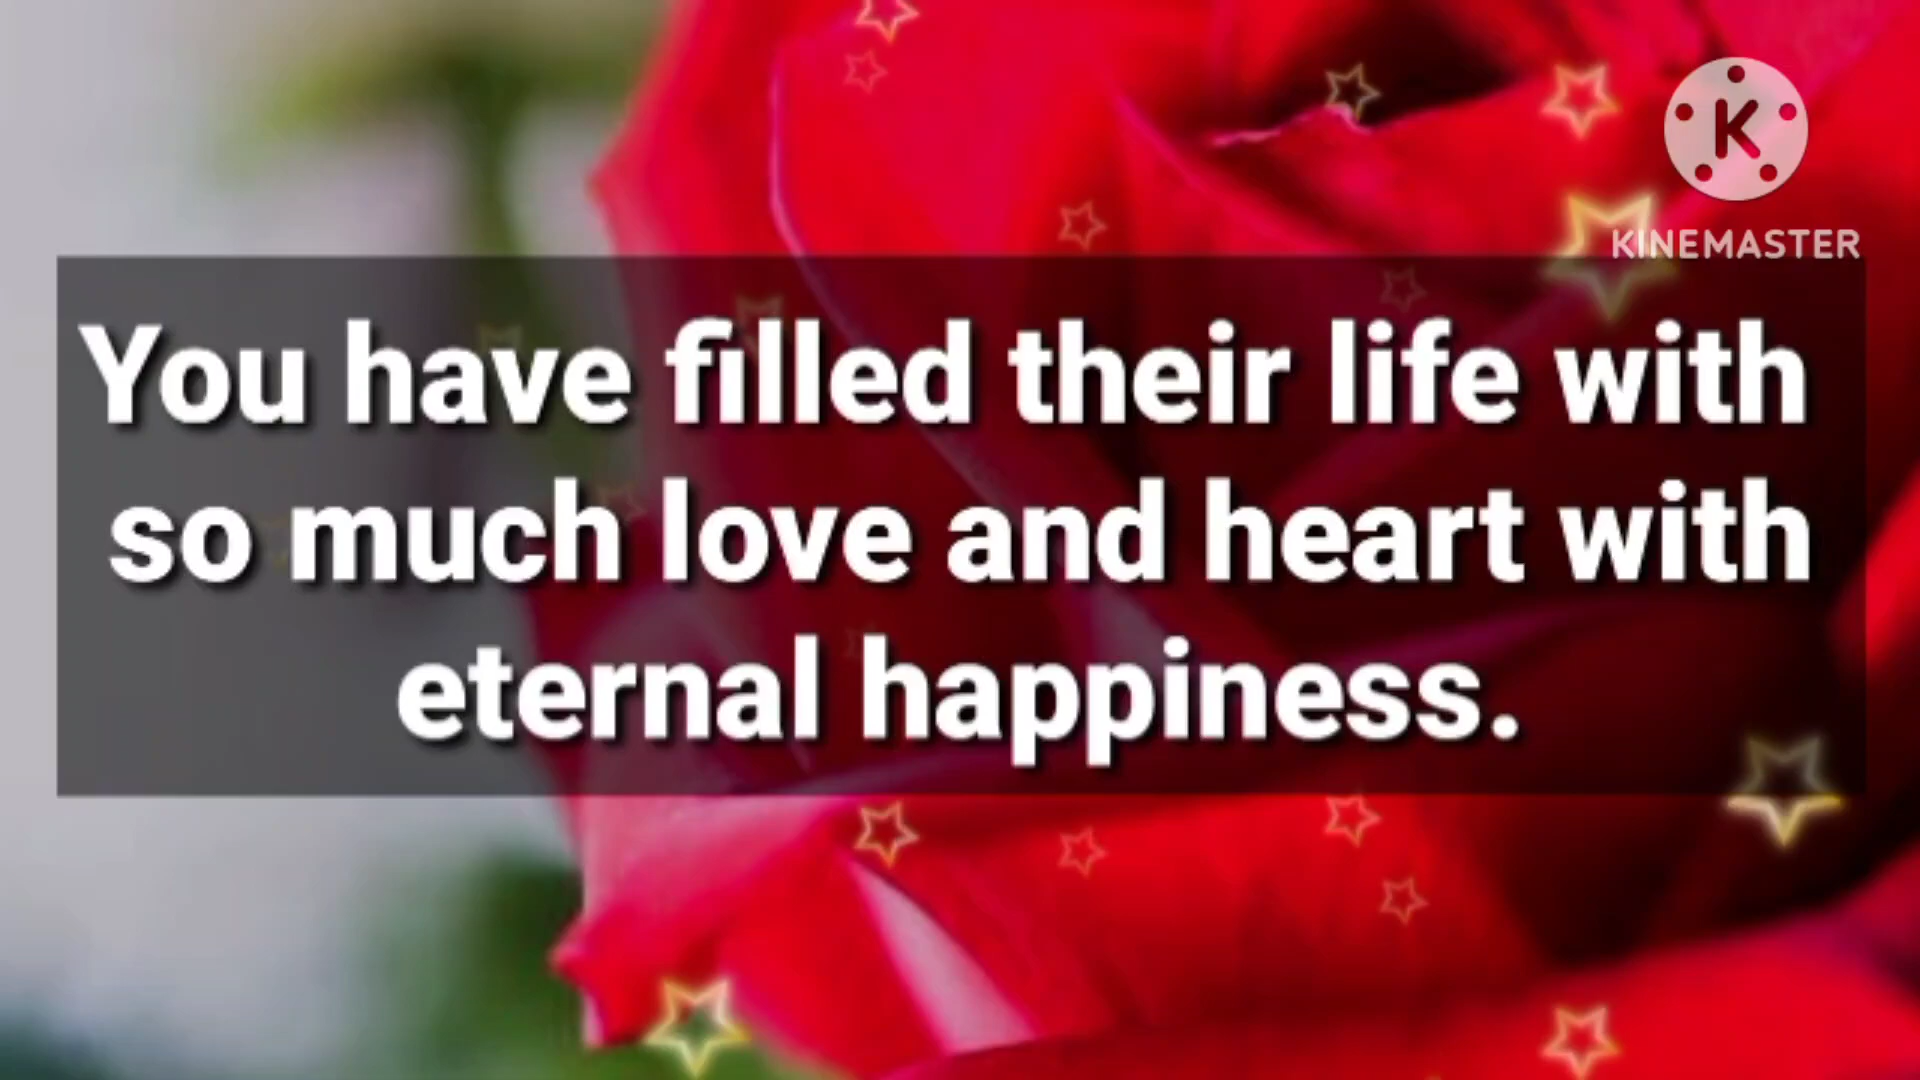 K
KINEMASTER
You have filled their life with
so much love and heart with
eternal happiness.